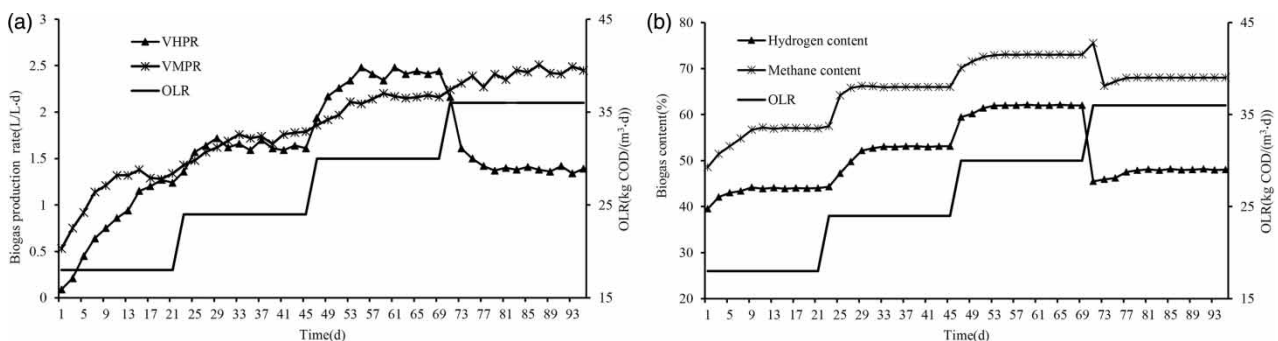 (a)
3
2.5
2
1.5
1
0.5
0
Biogas production rate(L/L·d)
VHPR
VMPR
OLR
45
35
25
15
OLR(kg COD/(m³·d)
1 5 9 13 17 21 25 29 33 37 41 45 49 53 57 61 65 69 73 77 81 85 89 93
Time(d)
(b)
80
70
60
50
40
30
20
Biogas content(%)
Hydrogen content
Methane content
OLR
45
35
25
15
OLR(kg COD/(m³·d)
1 5 9 13 17 21 25 29 33 37 41 45 49 53 57 61 65 69 73 77 81 85 89 93
Time(d)